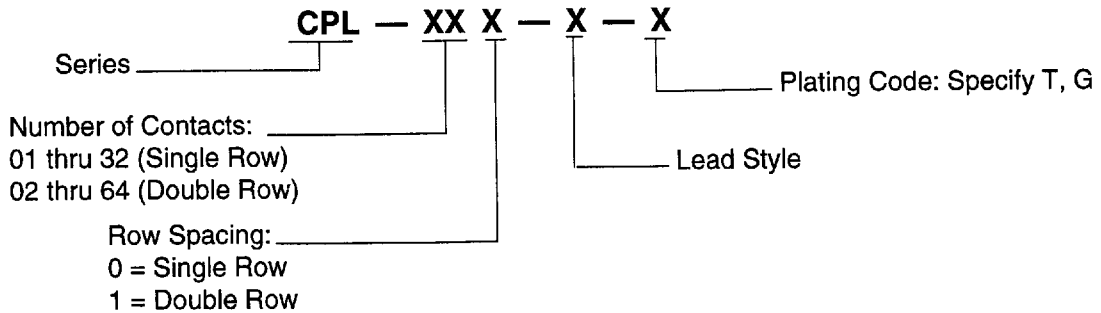 CPL — XX X — X — X
Series
Plating Code: Specify T, G
Number of Contacts:
01 thru 32 (Single Row)
02 thru 64 (Double Row)
Lead Style
Row Spacing:
0 = Single Row
1 = Double Row